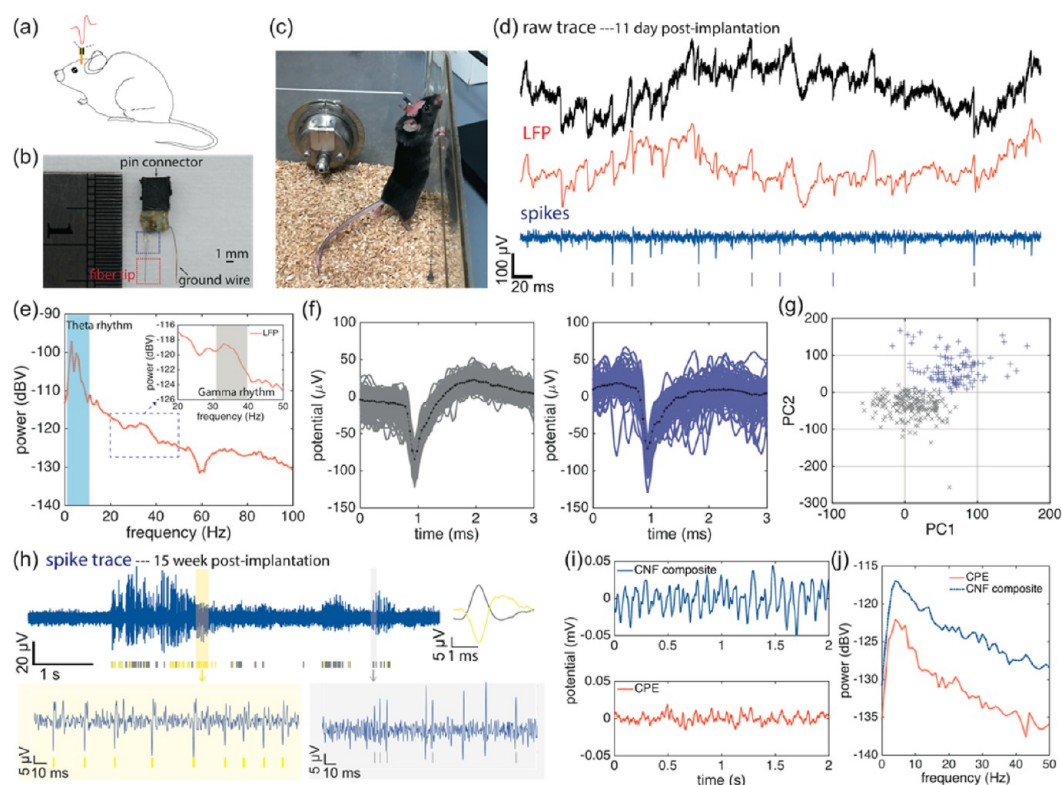 (a)
(b)
pin connector
1 mm
fiber tip
ground wire
(c)
(d) raw trace ---11 day post-implantation
LFP
spikes
100 µV
20 ms
(e)
-90
-100
-110
-120
-130
-140
power (dBV)
Theta rhythm
LFP
-116
-118
-120
-122
-124
-126
power (dBV)
Gamma rhythm
20 30 40 50
frequency (Hz)
0 20 40 60 80 100
frequency (Hz)
(f)
100
50
0
-50
-100
-150
potential (µV)
0 1 2 3
time (ms)
100
50
0
-50
-100
-150
potential (µV)
0 1 2 3
time (ms)
(g)
200
100
0
-100
-200
-300
PC2
-100 0 100 200
PC1
(h) spike trace --- 15 week post-implantation
20 µV
1 s
5 µV
1 ms
5 µV
10 ms
5 µV
10 ms
(i)
0.05
0
-0.05
CNF composite
0 0.5 1 1.5 2
potential (mV)
0.05
0
-0.05
CPE
0 0.5 1 1.5 2
time (s)
(j)
-115
-120
-125
-130
-135
-140
power (dBV)
CPE
CNF composite
0 10 20 30 40 50
frequency (Hz)